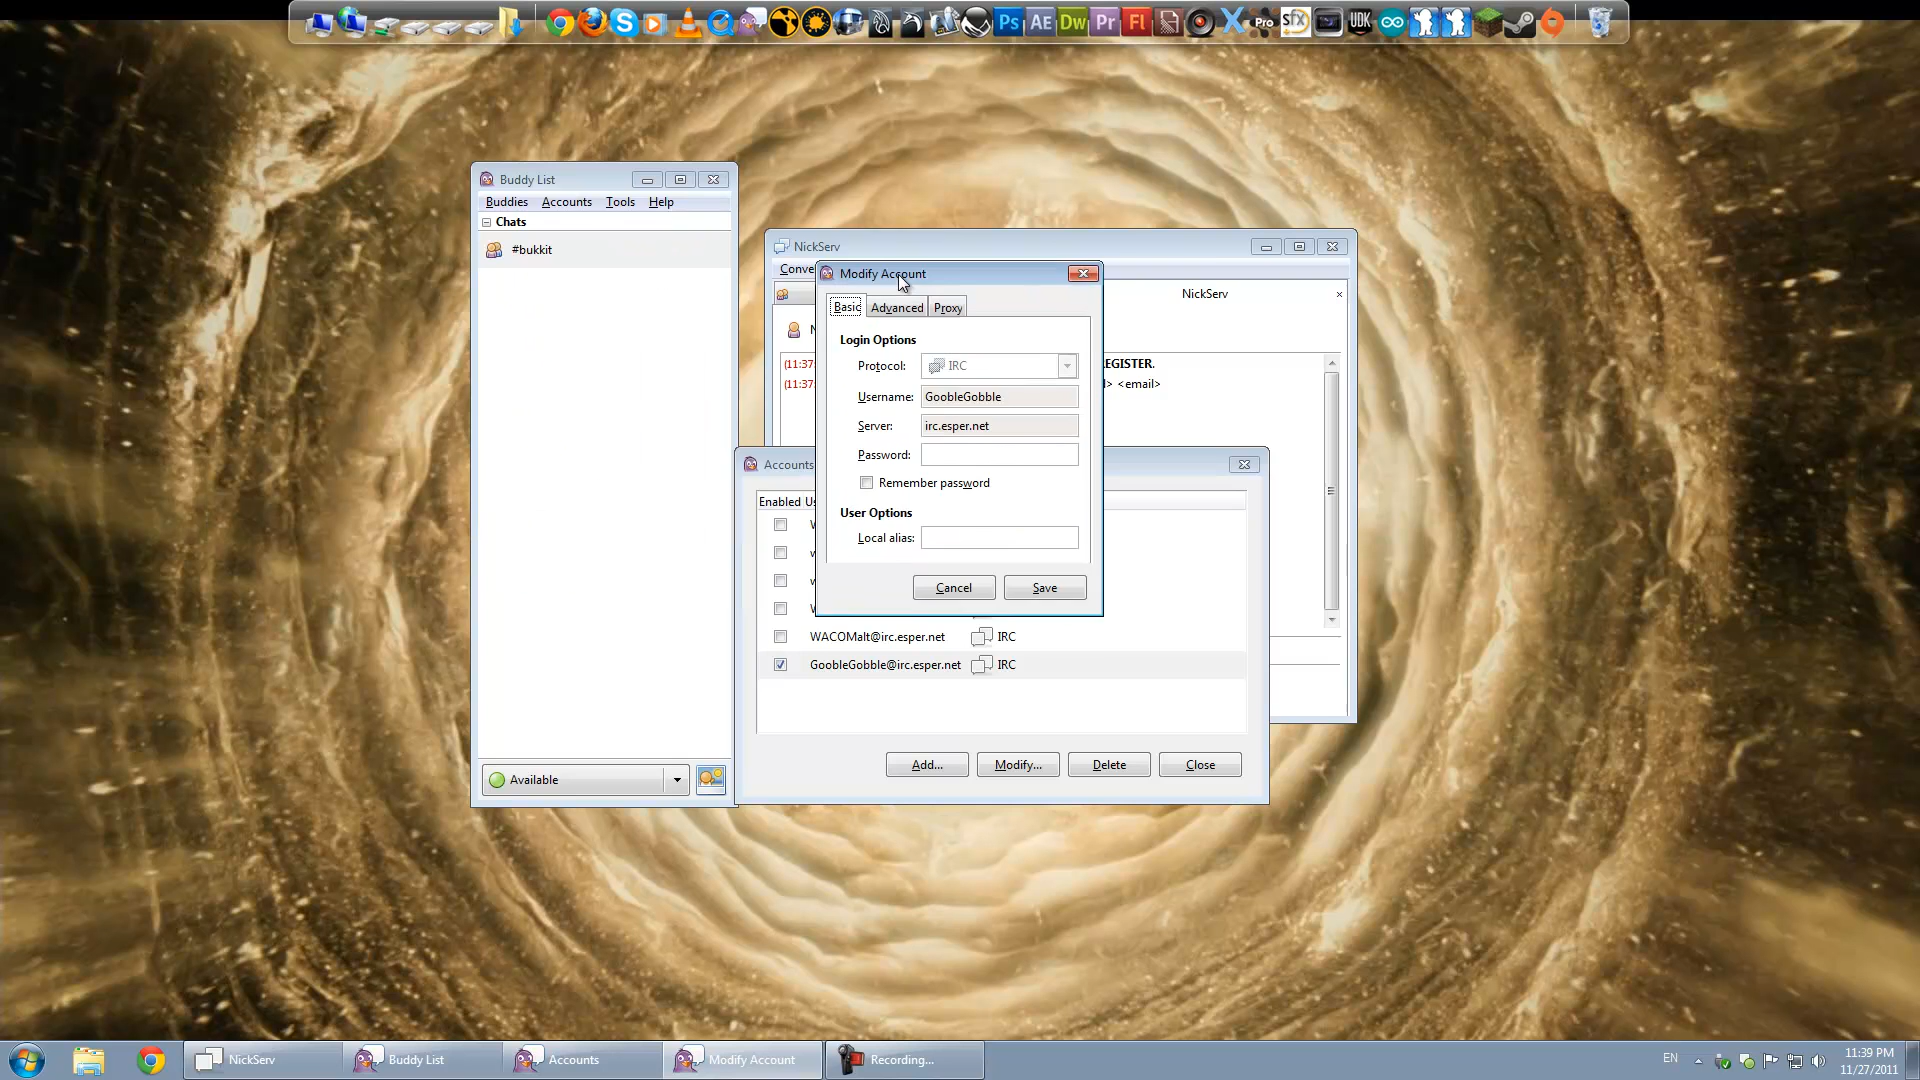 Ps AE Dw Pr Fl X Pro sfx UDK
Buddy List
Buddies Accounts Tools Help
Chats
#bukkit
Available
NickServ
Conve
NickServ
(11:37: EGISTER.
(11:37: l> <email>
Modify Account
Basic Advanced Proxy
Login Options
Protocol: IRC
Username: GoobleGobble
Server: irc.esper.net
Password:
Remember password
User Options
Local alias:
Cancel Save
Accounts
Enabled Us
WACOMalt@irc.esper.net IRC
GoobleGobble@irc.esper.net IRC
Add... Modify... Delete Close
NickServ Buddy List Accounts Modify Account Recording...
EN 11:39 PM
11/27/2011